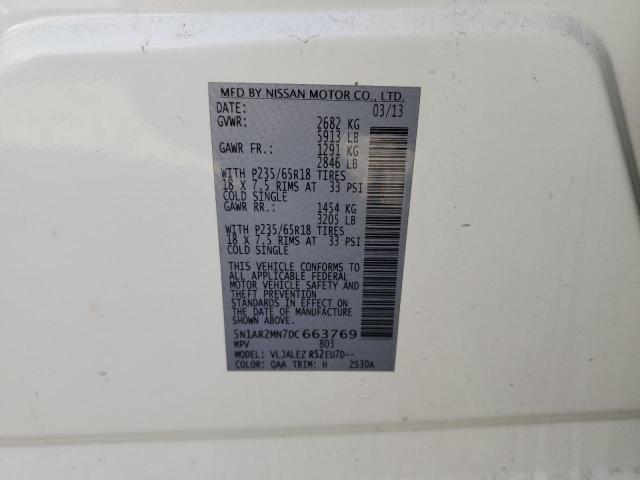 MFD BY NISSAN MOTOR CO., LTD.
DATE: 03/13
GVWR: 2682 KG
5913 LB
GAWR FR.: 1291 KG
2846 LB
WITH P235/65R18 TIRES
18 X 7.5 RIMS AT 33 PSI
COLD SINGLE
GAWR RR.: 1454 KG
3205 LB
WITH P235/65R18 TIRES
18 X 7.5 RIMS AT 33 PSI
COLD SINGLE
THIS VEHICLE CONFORMS TO
ALL APPLICABLE FEDERAL
MOTOR VEHICLE SAFETY AND
THEFT PREVENTION
STANDARDS IN EFFECT ON
THE DATE OF MANUFACTURE
SHOWN ABOVE.
5N1AR2MN7DC663769
MPV 803
MODEL: VLJALEZ R52EU7D--
COLOR: QAA TRIM: H ZS30A